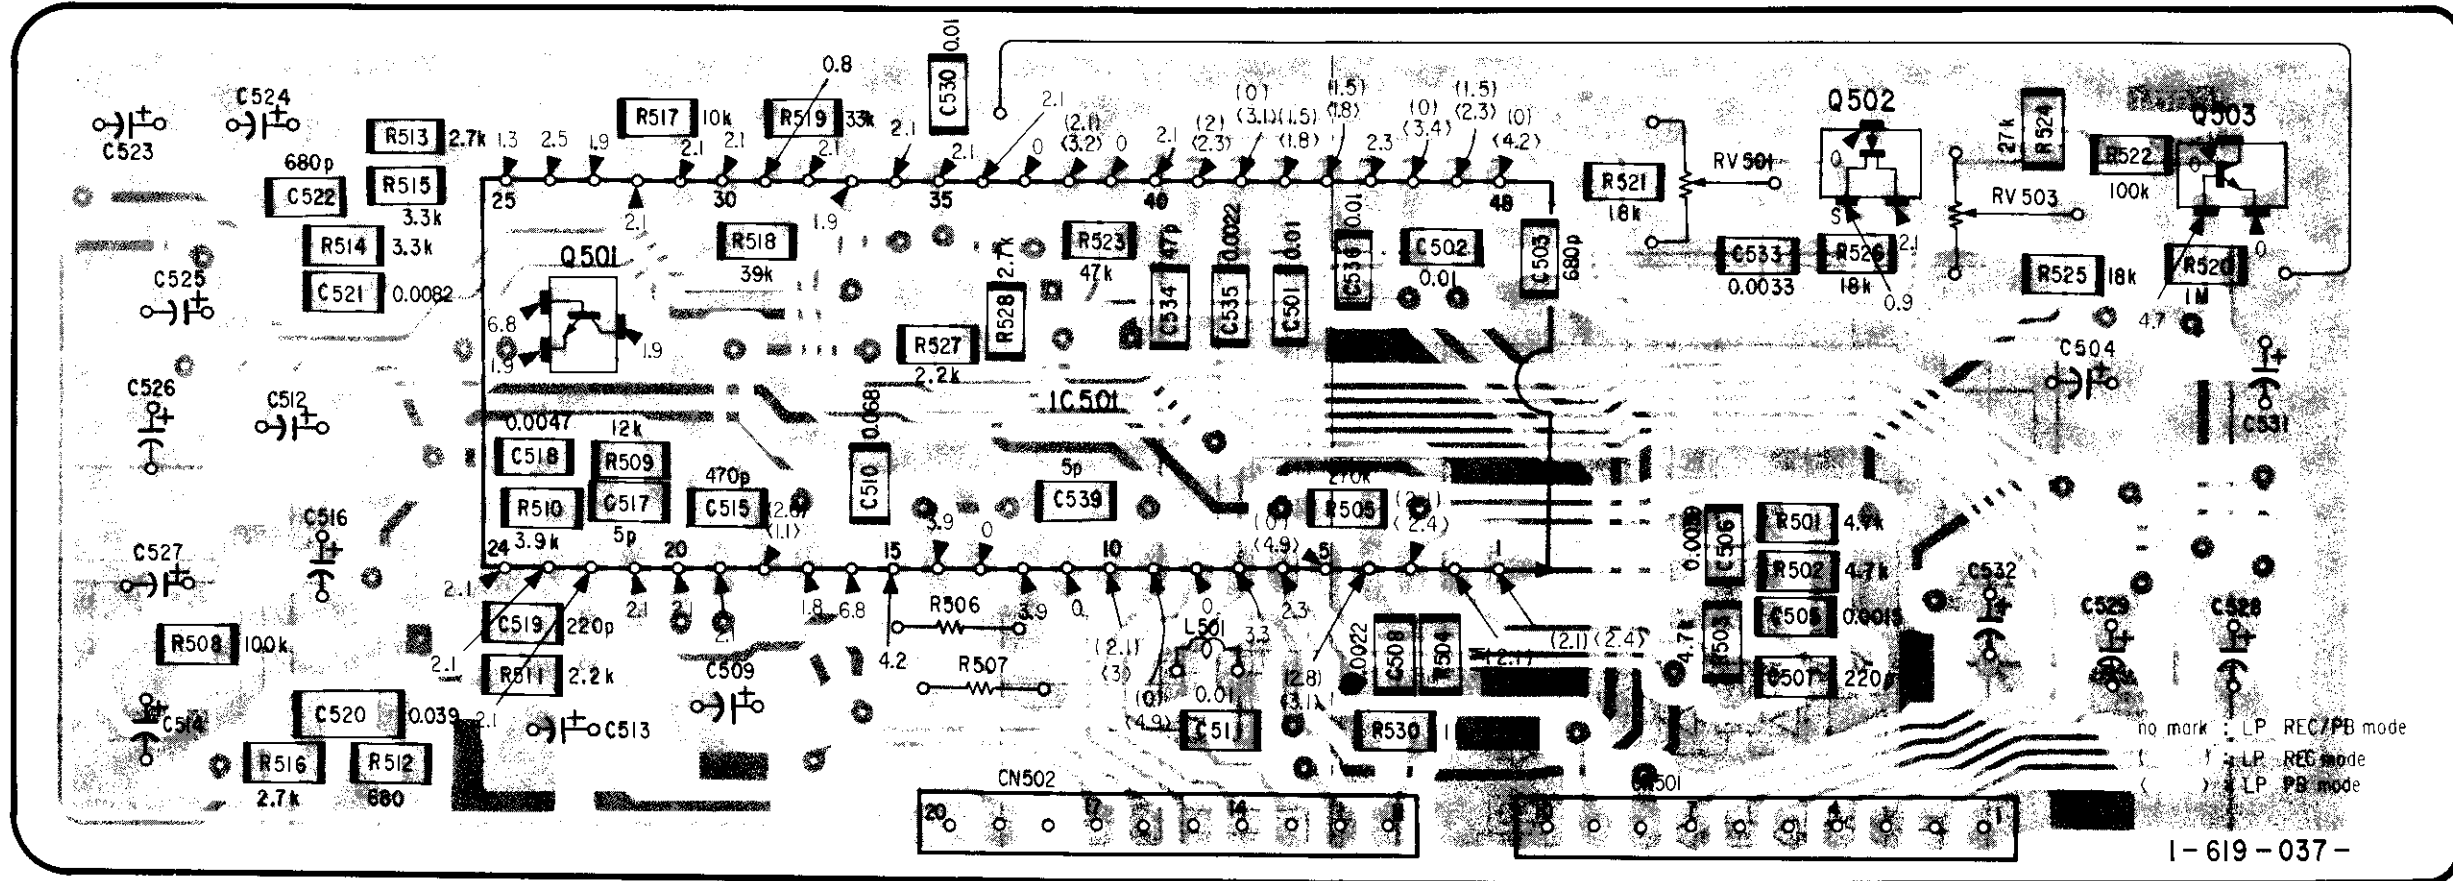 0.01
C530
0.8
2.1
(1.5)
(1.5)
C524
R517
10k
R519
33k
(0)
(3.1)
(1.5)
(1.8)
(1.8)
(0)
(3.4)
(2.3)
(0)
(4.2)
Q502
27k
R524
Q503
C523
R513
2.7k
1.3
2.5
1.9
2.1
2.1
2.1
2.1
2.1
0
(2.1)
(3.2)
0
2.1
(2)
(2.3)
2.3
680p
C522
R515
3.3k
25
30
35
40
48
R521
18k
RV 501
0
S
RV 503
R522
100k
0
R514
3.3k
2.1
R518
39k
1.9
R523
47k
47p
C534
0.0022
C535
0.01
C501
0.01
C536
C502
0.01
C503
680p
C533
0.0033
R526
18k
2.1
0.9
R525
18k
R520
1M
0
4.7
Q501
C525
C521
0.0082
6.8
1.9
1.9
2.7k
R528
R527
2.2k
C504
C531
C526
C512
IC501
0.0047
C518
12k
R509
0.068
C510
R510
3.9k
C517
5p
470p
C515
(1.1)
5p
C539
R505
(2.4)
(0)
(4.9)
C516
C527
24
20
15
10
5
1
3.9
0
0.0039
C506
R501
4.7k
R502
4.7k
C505
0.0015
4.7k
R503
C507
220p
C532
C529
C528
2.1
C519
220p
2.1
2.1
2.1
1.8
6.8
R506
3.9
0
0
L501
3.3
2.3
R508
100k
2.1
R511
2.2k
4.2
R507
(2.1)
(3)
0.0022
C508
R504
(2.1)
(2.1) (2.4)
(2.8)
(3.1)
C509
C514
C520
0.039
2.1
C513
(0)
(4.9)
0.01
C511
R530
1
R516
2.7k
R512
680
CN502
20
17
14
CN501
7
4
1
no mark : LP REC/PB mode
( ) : LP REC mode
( ) : LP PB mode
1-619-037-